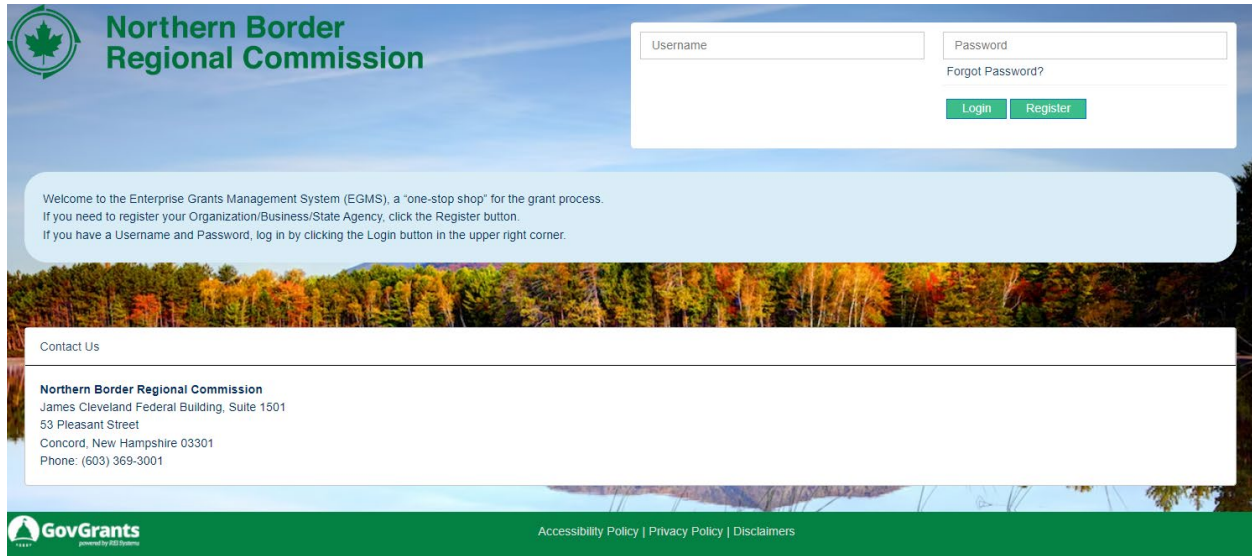 Northern Border
Regional Commission
Username
Password
Forgot Password?
Login
Register
Welcome to the Enterprise Grants Management System (EGMS), a “one-stop shop” for the grant process.
If you need to register your Organization/Business/State Agency, click the Register button.
If you have a Username and Password, log in by clicking the Login button in the upper right corner.
Contact Us
Northern Border Regional Commission
James Cleveland Federal Building, Suite 1501
53 Pleasant Street
Concord, New Hampshire 03301
Phone: (603) 369-3001
GovGrants
powered by REI Systems
Accessibility Policy | Privacy Policy | Disclaimers